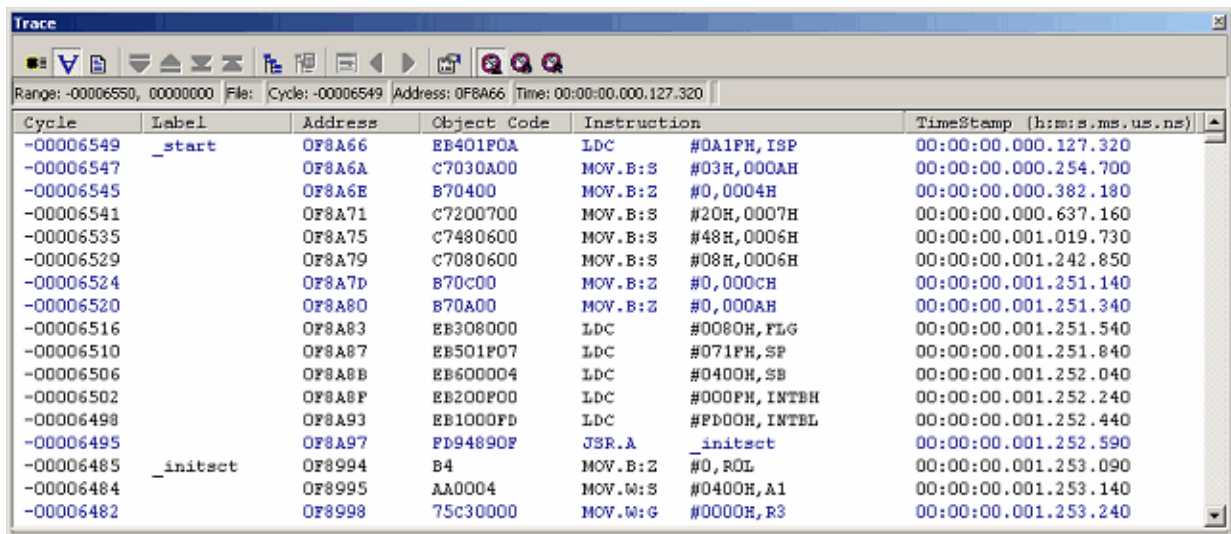 Trace
Range: -00006550, 00000000 File: Cycle: -00006549 Address: 0F8A66 Time: 00:00:00.000.127.320
Cycle Label Address Object Code Instruction TimeStamp (h:m:s.ms.us.ns)
-00006549 _start 0F8A66 EB401F0A LDC #0A1FH,ISP 00:00:00.000.127.320
-00006547 0F8A6A C7030A00 MOV.B:S #03H,000AH 00:00:00.000.254.700
-00006545 0F8A6E B70400 MOV.B:Z #0,0004H 00:00:00.000.382.180
-00006541 0F8A71 C7200700 MOV.B:S #20H,0007H 00:00:00.000.637.160
-00006535 0F8A75 C7480600 MOV.B:S #48H,0006H 00:00:00.001.019.730
-00006529 0F8A79 C7080600 MOV.B:S #08H,0006H 00:00:00.001.242.850
-00006524 0F8A7D B70C00 MOV.B:Z #0,000CH 00:00:00.001.251.140
-00006520 0F8A80 B70A00 MOV.B:Z #0,000AH 00:00:00.001.251.340
-00006516 0F8A83 EB308000 LDC #0080H,FLG 00:00:00.001.251.540
-00006510 0F8A87 EB501F07 LDC #071FH,SP 00:00:00.001.251.840
-00006506 0F8A8B EB600004 LDC #0400H,SB 00:00:00.001.252.040
-00006502 0F8A8F EB200F00 LDC #000FH,INTBH 00:00:00.001.252.240
-00006498 0F8A93 EB1000FD LDC #FD00H,INTBL 00:00:00.001.252.440
-00006495 0F8A97 FD94890F JSR.A _initsct 00:00:00.001.252.590
-00006485 _initsct 0F8994 B4 MOV.B:Z #0,R0L 00:00:00.001.253.090
-00006484 0F8995 AA0004 MOV.W:S #0400H,A1 00:00:00.001.253.140
-00006482 0F8998 75C30000 MOV.W:G #0000H,R3 00:00:00.001.253.240